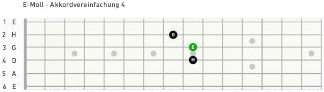 E-Moll - Akkordvereinfachung 4
1 E
2 H
3 G
4 D
5 A
6 E